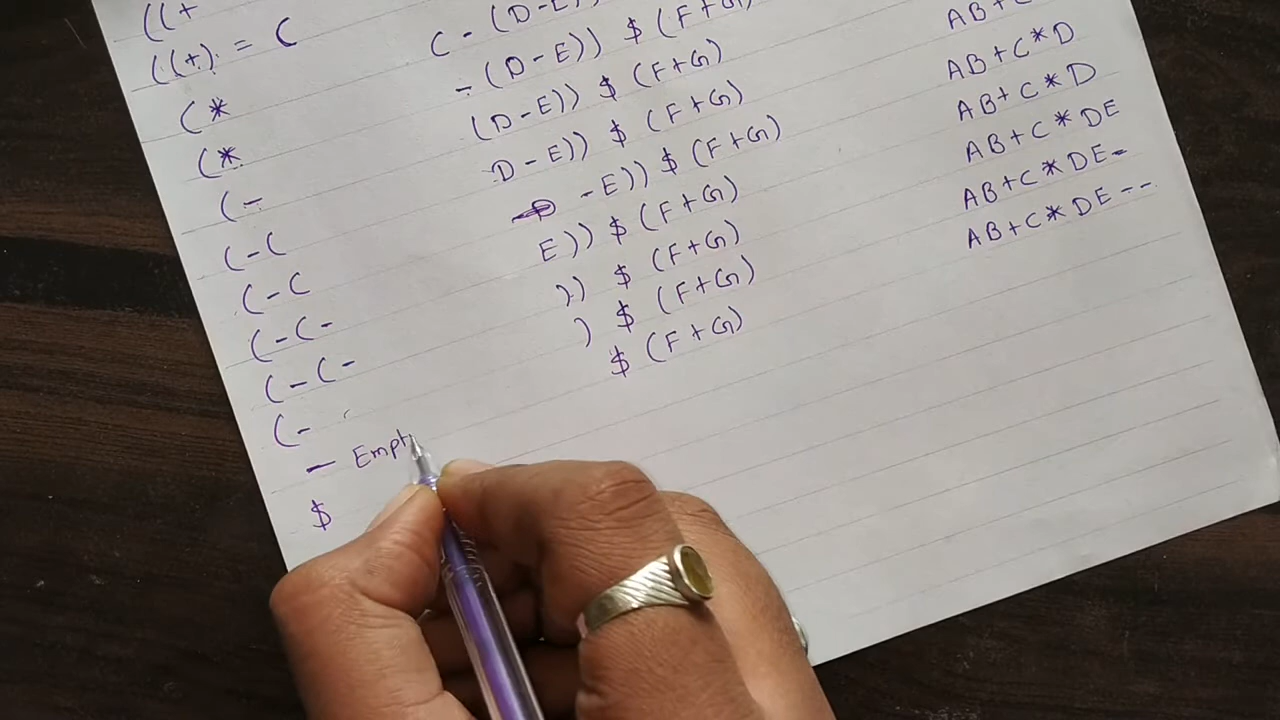 ((+ C - (D-E)) AB+C
((+). = ( - (D-E)) $ (F+G) AB+C*D
(* (D-E)) $ (F+G) AB+C*D
(* D-E)) $ (F+G) AB+C*DE
(- -E)) $ (F+G) AB+C*DE-
(-( E)) $ (F+G) AB+C*DE--
(-( )) $ (F+G)
(-(- ) $ (F+G)
(-(- $ (F+G)
(-
- Empt
$